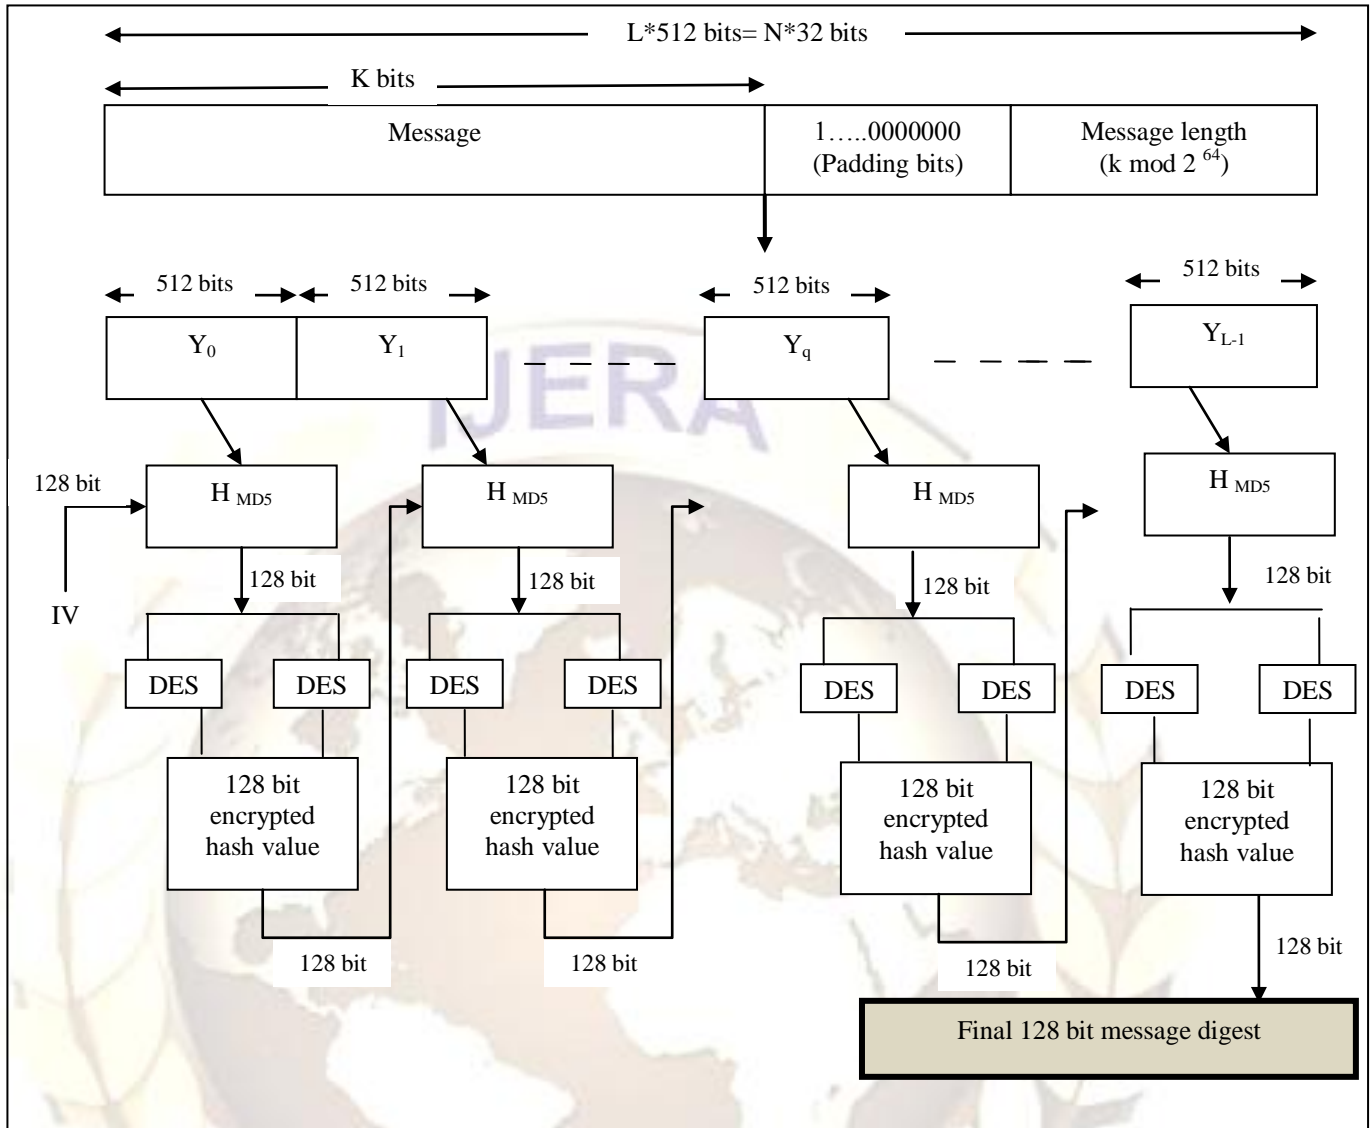 L*512 bits= N*32 bits
K bits
Message
1…..0000000
(Padding bits)
Message length
(k mod 2 64)
512 bits
512 bits
512 bits
512 bits
Y0
Y1
Yq
YL-1
IJERA
128 bit
H MD5
H MD5
H MD5
H MD5
IV
128 bit
128 bit
128 bit
128 bit
DES
DES
DES
DES
DES
DES
DES
DES
128 bit
encrypted
hash value
128 bit
encrypted
hash value
128 bit
encrypted
hash value
128 bit
encrypted
hash value
128 bit
128 bit
128 bit
128 bit
Final 128 bit message digest